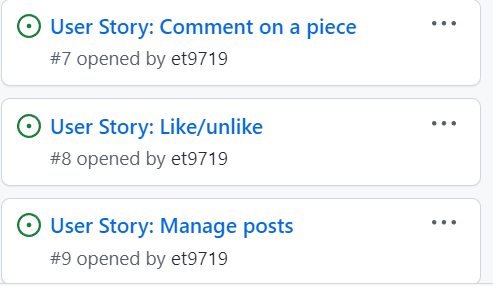 User Story: Comment on a piece
#7 opened by et9719
User Story: Like/unlike
#8 opened by et9719
User Story: Manage posts
#9 opened by et9719